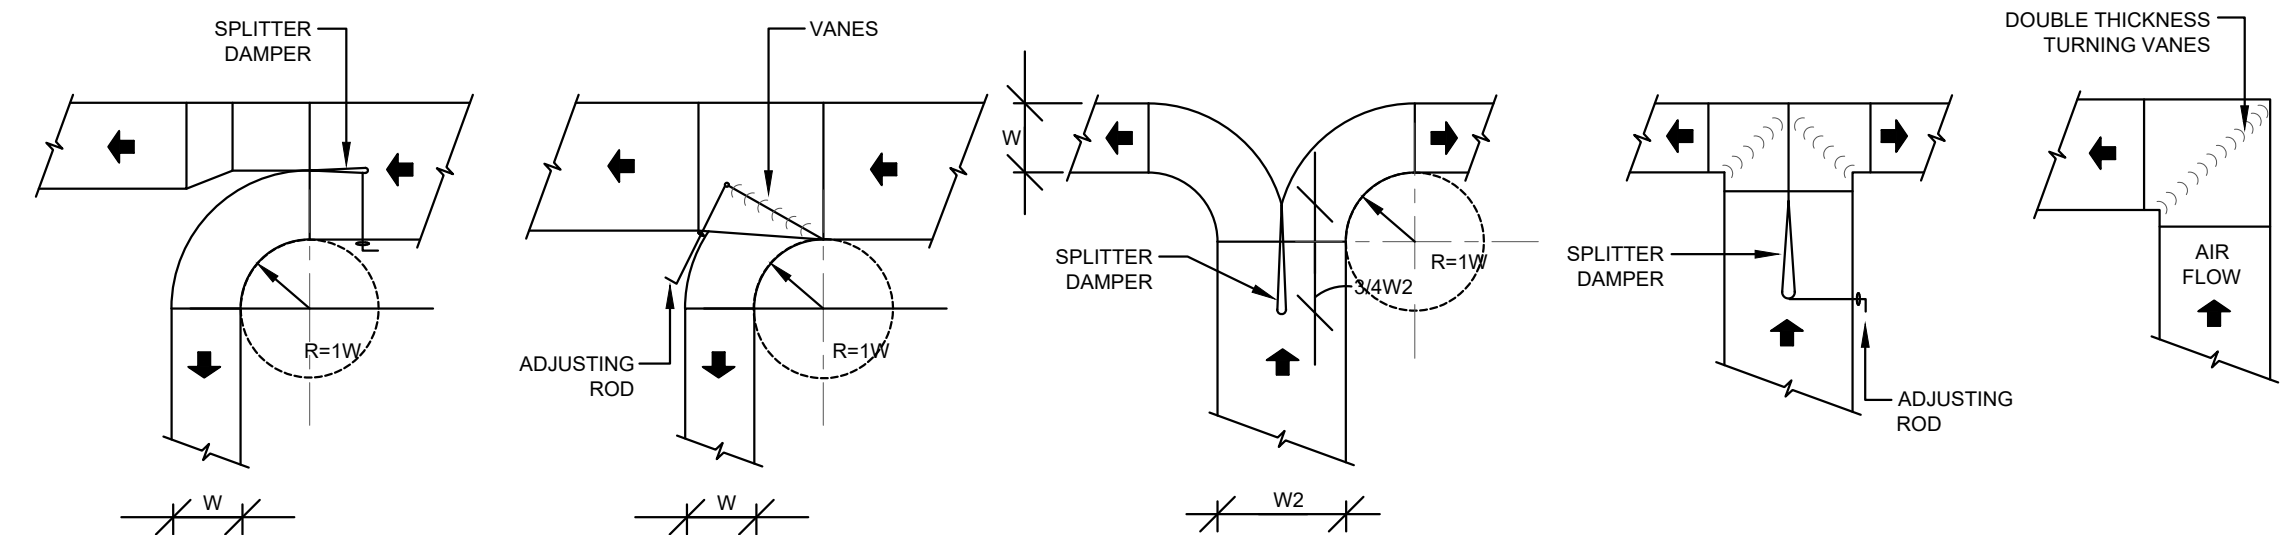 SPLITTER
DAMPER
R=1W
W
VANES
ADJUSTING
ROD
R=1W
W
W
SPLITTER
DAMPER
R=1W
3/4W2
W2
SPLITTER
DAMPER
ADJUSTING
ROD
DOUBLE THICKNESS
TURNING VANES
AIR
FLOW